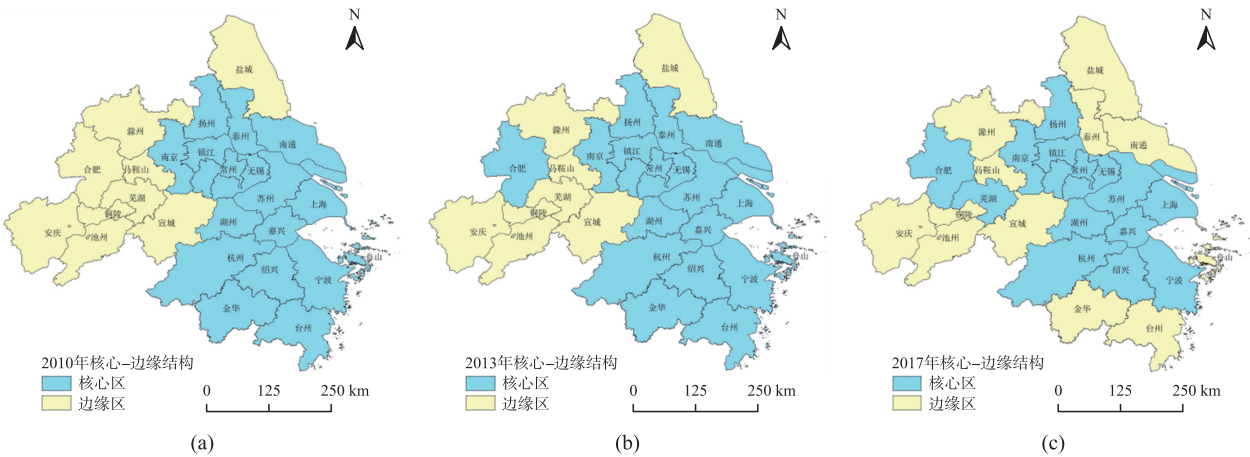 N
盐城
滁州
扬州
泰州
南通
南京
镇江
常州
无锡
合肥
马鞍山
芜湖
苏州
上海
铜陵
宣城
湖州
嘉兴
安庆
池州
杭州
绍兴
舟山
宁波
金华
台州
2010年核心–边缘结构
核心区
边缘区
0 125 250 km
(a)
N
盐城
滁州
扬州
泰州
南通
南京
镇江
常州
无锡
合肥
马鞍山
芜湖
苏州
上海
铜陵
宣城
湖州
嘉兴
安庆
池州
杭州
绍兴
舟山
宁波
金华
台州
2013年核心–边缘结构
核心区
边缘区
0 125 250 km
(b)
N
盐城
滁州
扬州
泰州
南通
南京
镇江
常州
无锡
合肥
马鞍山
芜湖
苏州
上海
铜陵
宣城
湖州
嘉兴
安庆
池州
杭州
绍兴
舟山
宁波
金华
台州
2017年核心–边缘结构
核心区
边缘区
0 125 250 km
(c)